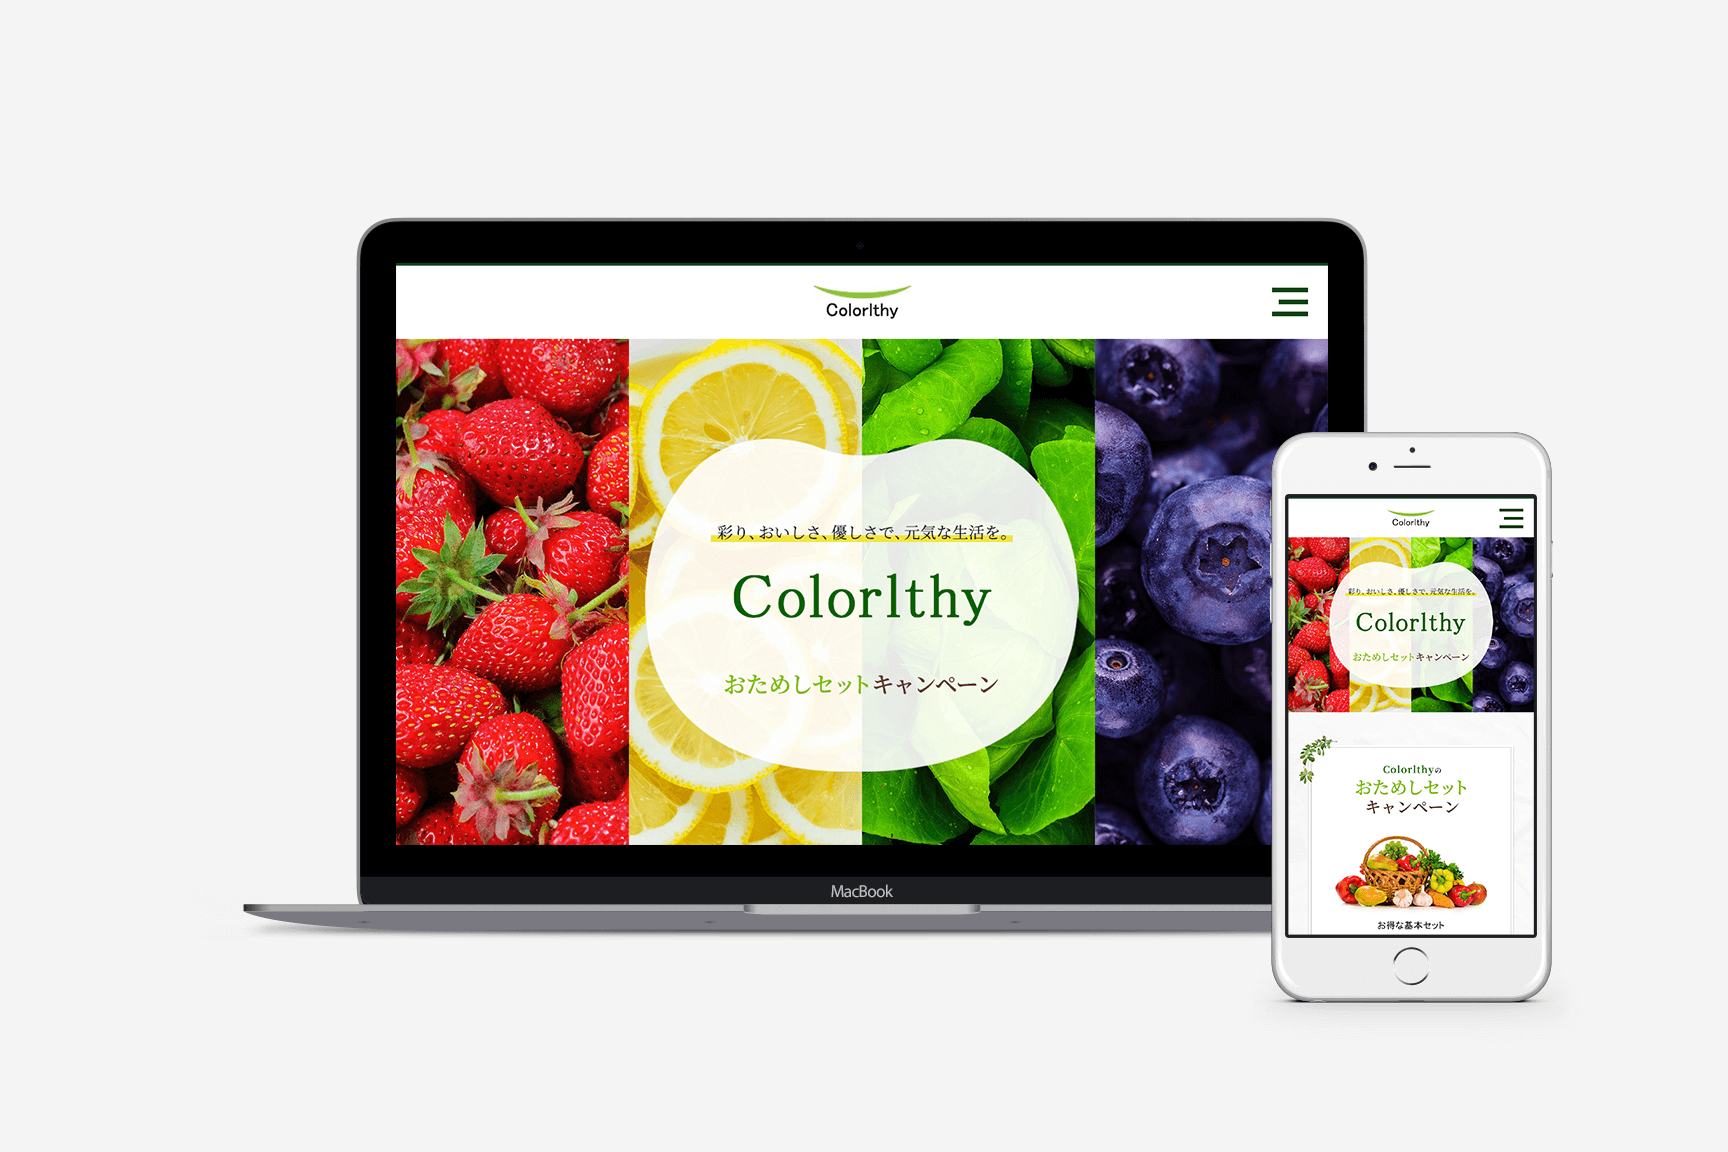 Colorlthy
彩り、おいしさ、優しさで、元気な生活を。
Colorlthy
おためしセットキャンペーン
MacBook
Colorlthy
彩り、おいしさ、優しさで、元気な生活を。
Colorlthy
おためしセットキャンペーン
Colorlthyの
おためしセット
キャンペーン
お得な基本セット